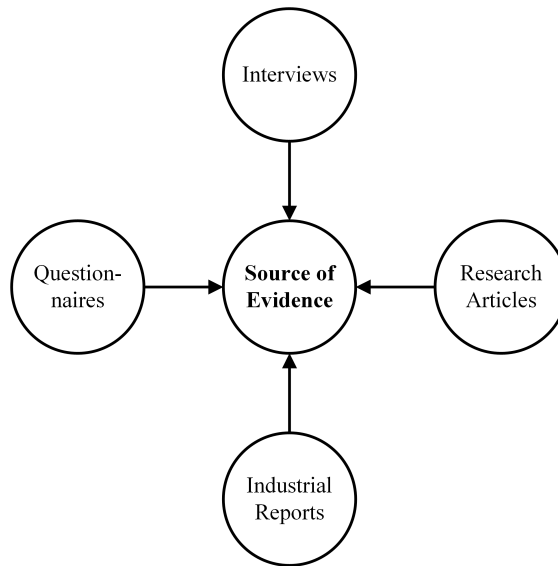 Interviews
Question-
naires
Source of
Evidence
Research
Articles
Industrial
Reports